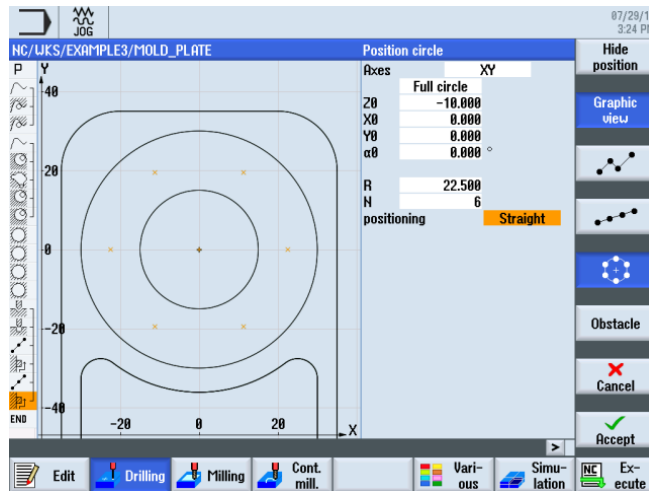 JOG
07/29/1
3:24 P
NC/WKS/EXAMPLE3/MOLD_PLATE
Position circle
Hide
position
P
Y
Axes
XY
Full circle
40
Z0
-10.000
Graphic
view
X0
0.000
Y0
0.000
α0
0.000 °
20
R
22.500
N
6
positioning
Straight
0
-20
Obstacle
Cancel
END
-40
-20
0
20
X
Accept
>
Edit
Drilling
Milling
Cont.
mill.
Vari-
ous
Simu-
lation
NC
Ex-
ecute